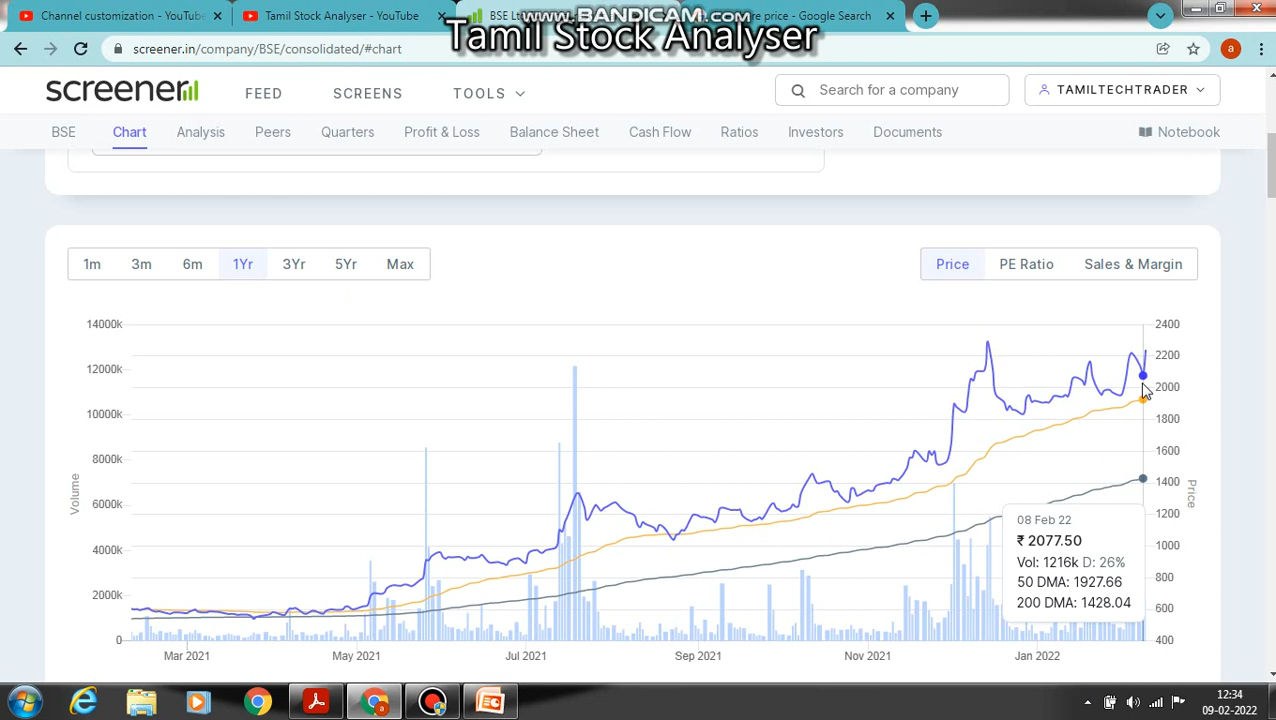 Channel customization - YouTube
Tamil Stock Analyser - YouTube
BSE Lt
re price - Google Search
www.BANDICAM.com
screener.in/company/BSE/consolidated/#chart
Tamil Stock Analyser
a
screener
FEED
SCREENS
TOOLS
Search for a company
TAMILTECHTRADER
BSE
Chart
Analysis
Peers
Quarters
Profit & Loss
Balance Sheet
Cash Flow
Ratios
Investors
Documents
Notebook
1m
3m
6m
1Yr
3Yr
5Yr
Max
Price
PE Ratio
Sales & Margin
14000k
12000k
10000k
8000k
6000k
4000k
2000k
0
Volume
2400
2200
2000
1800
1600
1400
1200
1000
800
600
400
Price
08 Feb 22
₹ 2077.50
Vol: 1216k D: 26%
50 DMA: 1927.66
200 DMA: 1428.04
Mar 2021
May 2021
Jul 2021
Sep 2021
Nov 2021
Jan 2022
12:34
09-02-2022